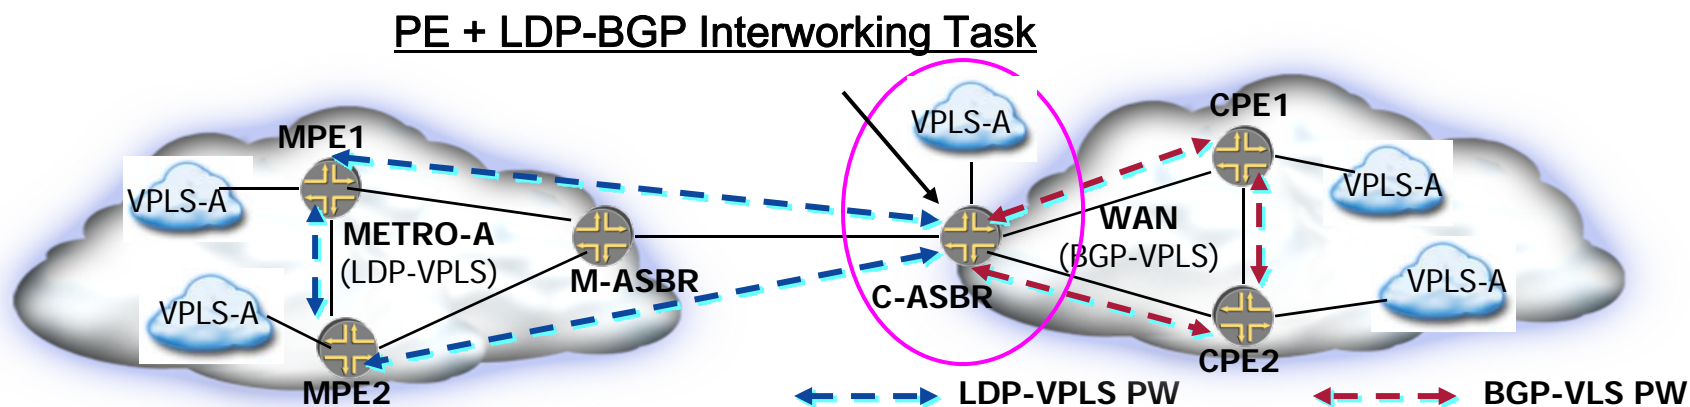 PE + LDP-BGP Interworking Task
VPLS-A
CPE1
MPE1
VPLS-A
VPLS-A
METRO-A
(LDP-VPLS)
M-ASBR
WAN
(BGP-VPLS)
C-ASBR
VPLS-A
VPLS-A
CPE2
MPE2
LDP-VPLS PW
BGP-VLS PW